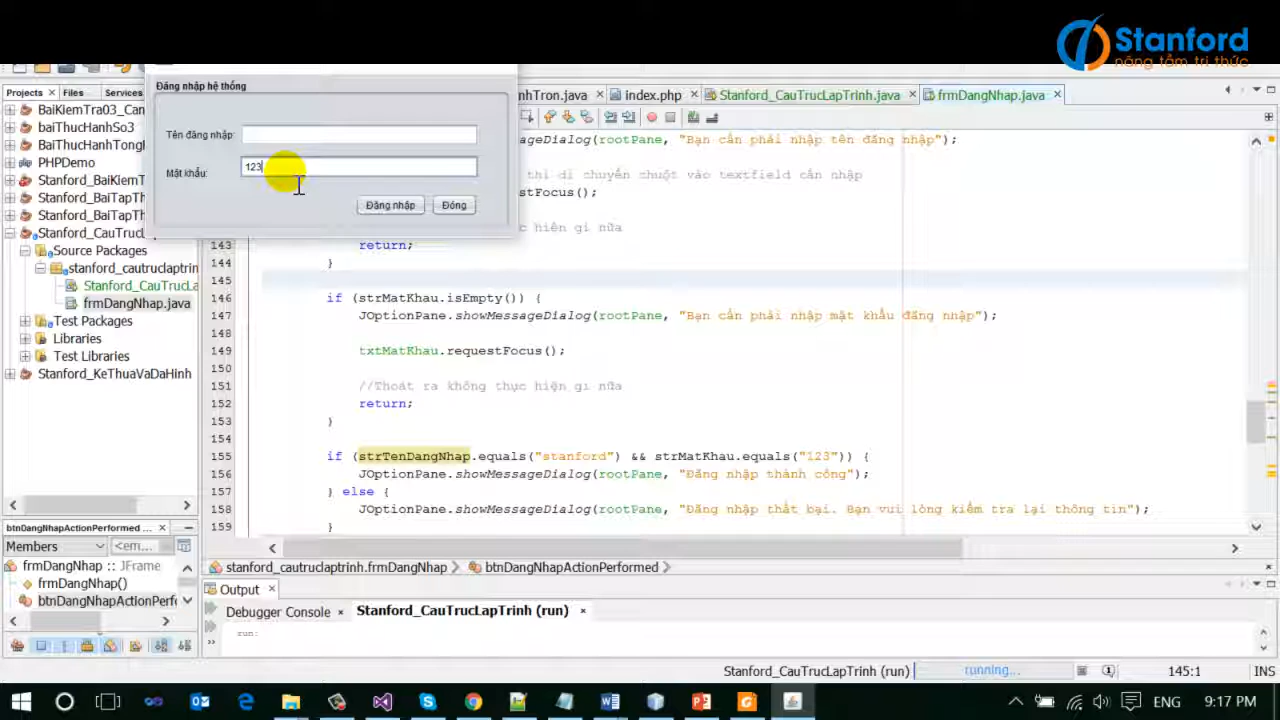 Stanford
nâng tầm tri thức
Projects
Files
Services
nhTron.java
index.php
Stanford_CauTrucLapTrinh.java
frmDangNhap.java
Đăng nhập hệ thống
Tên đăng nhập:
Mật khẩu:
123
Đăng nhập
Đóng
BaiKiemTra03_Can
baiThucHanhSo3
BaiThucHanhTongH
PHPDemo
Stanford_BaiKiemT
Stanford_BaiTapTh
Stanford_BaiTapTh
Stanford_CauTrucL
Source Packages
stanford_cautruclaptrin
Stanford_CauTrucLa
frmDangNhap.java
Test Packages
Libraries
Test Libraries
Stanford_KeThuaVaDaHinh
ageDialog(rootPane, "Bạn cần phải nhập tên đăng nhập");
thì di chuyển chuột vào textfield cần nhập
stFocus();
ực hiện gì nữa
143 return;
144 }
145
146 if (strMatKhau.isEmpty()) {
147 JOptionPane.showMessageDialog(rootPane, "Bạn cần phải nhập mật khẩu đăng nhập");
148
149 txtMatKhau.requestFocus();
150
151 //Thoát ra không thực hiện gì nữa
152 return;
153 }
154
155 if (strTenDangNhap.equals("stanford") && strMatKhau.equals("123")) {
156 JOptionPane.showMessageDialog(rootPane, "Đăng nhập thành công");
157 } else {
158 JOptionPane.showMessageDialog(rootPane, "Đăng nhập thất bại. Bạn vui lòng kiểm tra lại thông tin");
159 }
btnDangNhapActionPerformed ...
Members
<em...
frmDangNhap :: JFrame
frmDangNhap()
btnDangNhapActionPerfo
stanford_cautruclaptrinh.frmDangNhap
btnDangNhapActionPerformed
Output
Debugger Console
Stanford_CauTrucLapTrinh (run)
run:
Stanford_CauTrucLapTrinh (run)
running...
145:1
INS
ENG
9:17 PM